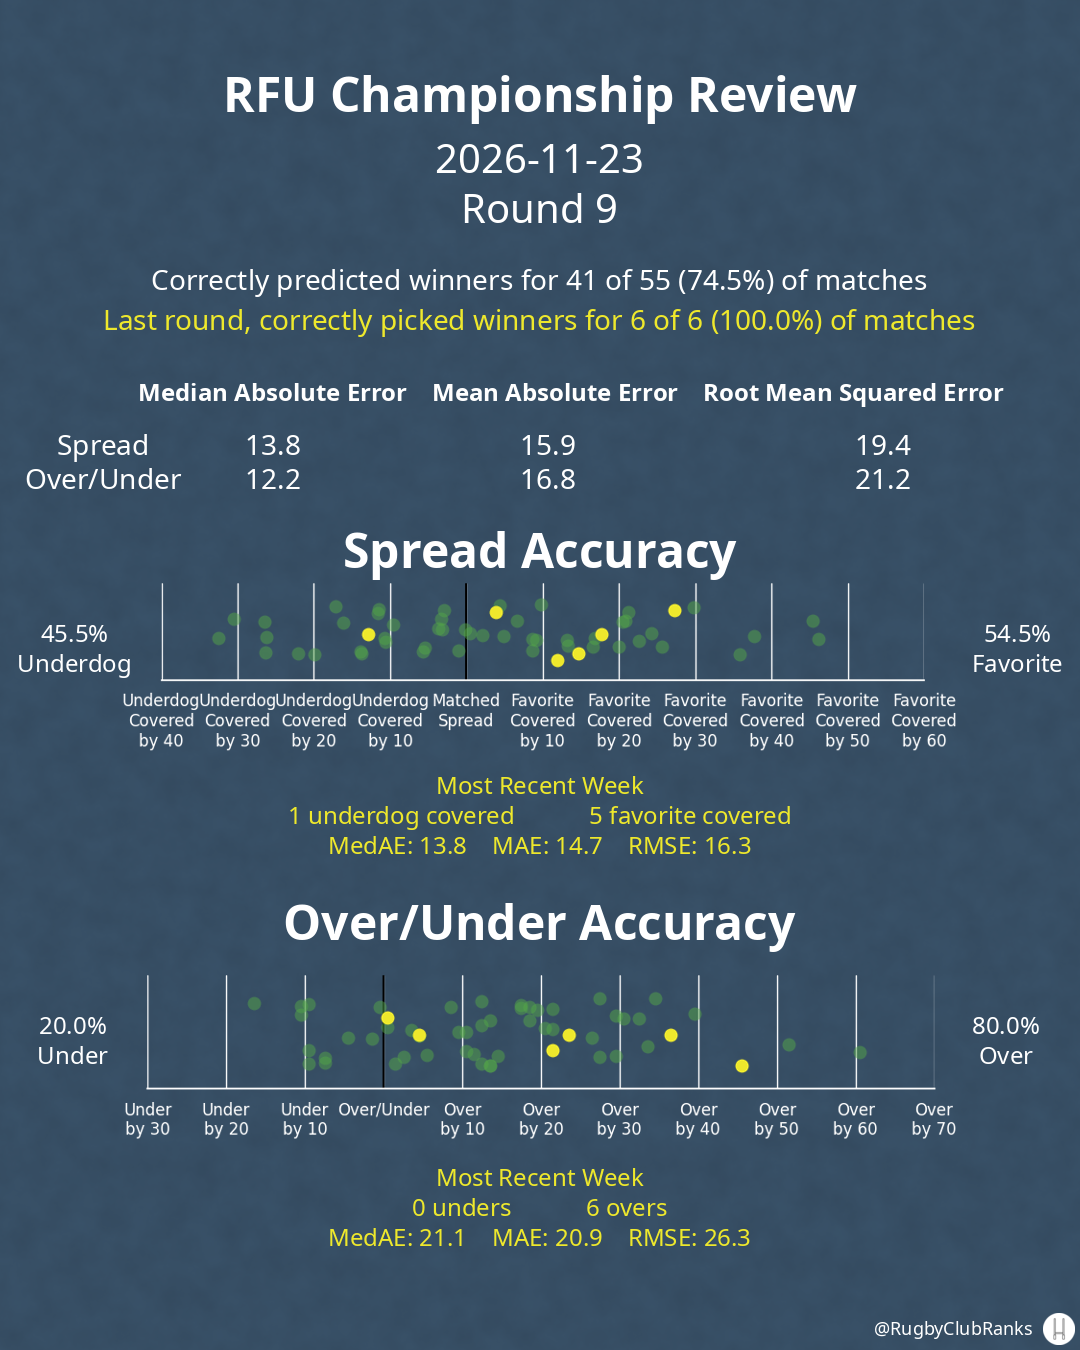 RFU Championship Review
2026-11-23
Round 9
Correctly predicted winners for 41 of 55 (74.5%) of matches
Last round, correctly picked winners for 6 of 6 (100.0%) of matches
Median Absolute Error Mean Absolute Error Root Mean Squared Error
Spread 13.8 15.9 19.4
Over/Under 12.2 16.8 21.2
Spread Accuracy
45.5%
Underdog
54.5%
Favorite
Underdog Underdog Underdog Underdog Matched Favorite Favorite Favorite Favorite Favorite Favorite
Covered Covered Covered Covered Spread Covered Covered Covered Covered Covered Covered
by 40 by 30 by 20 by 10 by 10 by 20 by 30 by 40 by 50 by 60
Most Recent Week
1 underdog covered 5 favorite covered
MedAE: 13.8 MAE: 14.7 RMSE: 16.3
Over/Under Accuracy
20.0%
Under
80.0%
Over
Under Under Under Over/Under Over Over Over Over Over Over Over
by 30 by 20 by 10 by 10 by 20 by 30 by 40 by 50 by 60 by 70
Most Recent Week
0 unders 6 overs
MedAE: 21.1 MAE: 20.9 RMSE: 26.3
@RugbyClubRanks